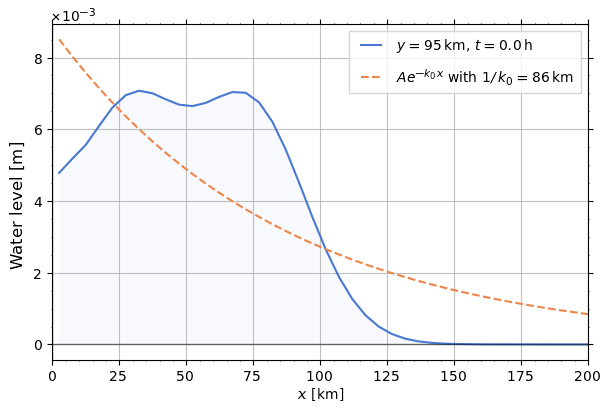 ×10⁻³
y = 95 km, t = 0.0 h
Ae^{-k₀x} with 1/k₀ = 86 km
8
6
4
2
0
Water level [m]
0 25 50 75 100 125 150 175 200
x [km]